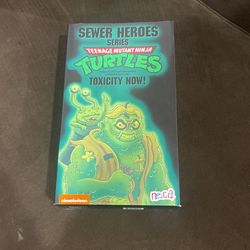 SEWER HEROES
SERIES
TEENAGE MUTANT NINJA
TURTLES
TOXICITY NOW!
neca
nickelodeon